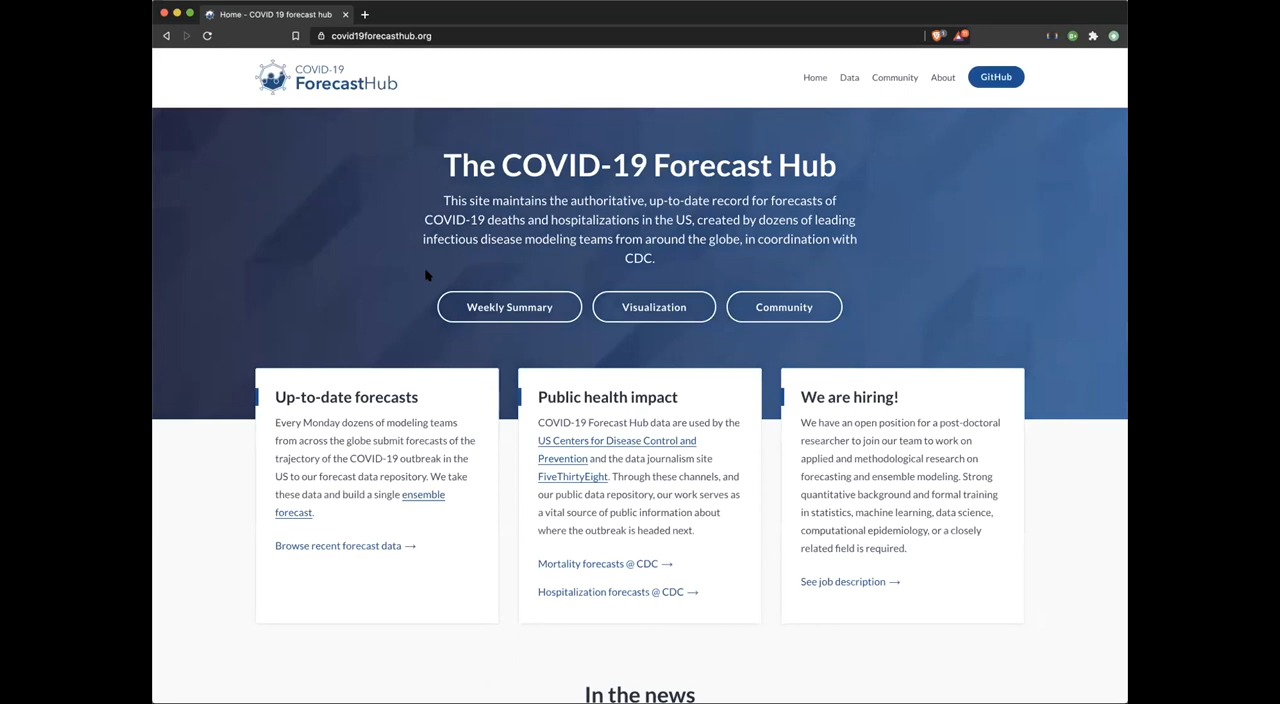 Home - COVID 19 forecast hub
covid19forecasthub.org
COVID-19
ForecastHub
Home
Data
Community
About
GitHub
The COVID-19 Forecast Hub
This site maintains the authoritative, up-to-date record for forecasts of
COVID-19 deaths and hospitalizations in the US, created by dozens of leading
infectious disease modeling teams from around the globe, in coordination with
CDC.
Weekly Summary
Visualization
Community
Up-to-date forecasts
Every Monday dozens of modeling teams
from across the globe submit forecasts of the
trajectory of the COVID-19 outbreak in the
US to our forecast data repository. We take
these data and build a single ensemble
forecast.
Browse recent forecast data →
Public health impact
COVID-19 Forecast Hub data are used by the
US Centers for Disease Control and
Prevention and the data journalism site
FiveThirtyEight. Through these channels, and
our public data repository, our work serves as
a vital source of public information about
where the outbreak is headed next.
Mortality forecasts @ CDC →
Hospitalization forecasts @ CDC →
We are hiring!
We have an open position for a post-doctoral
researcher to join our team to work on
applied and methodological research on
forecasting and ensemble modeling. Strong
quantitative background and formal training
in statistics, machine learning, data science,
computational epidemiology, or a closely
related field is required.
See job description →
In the news